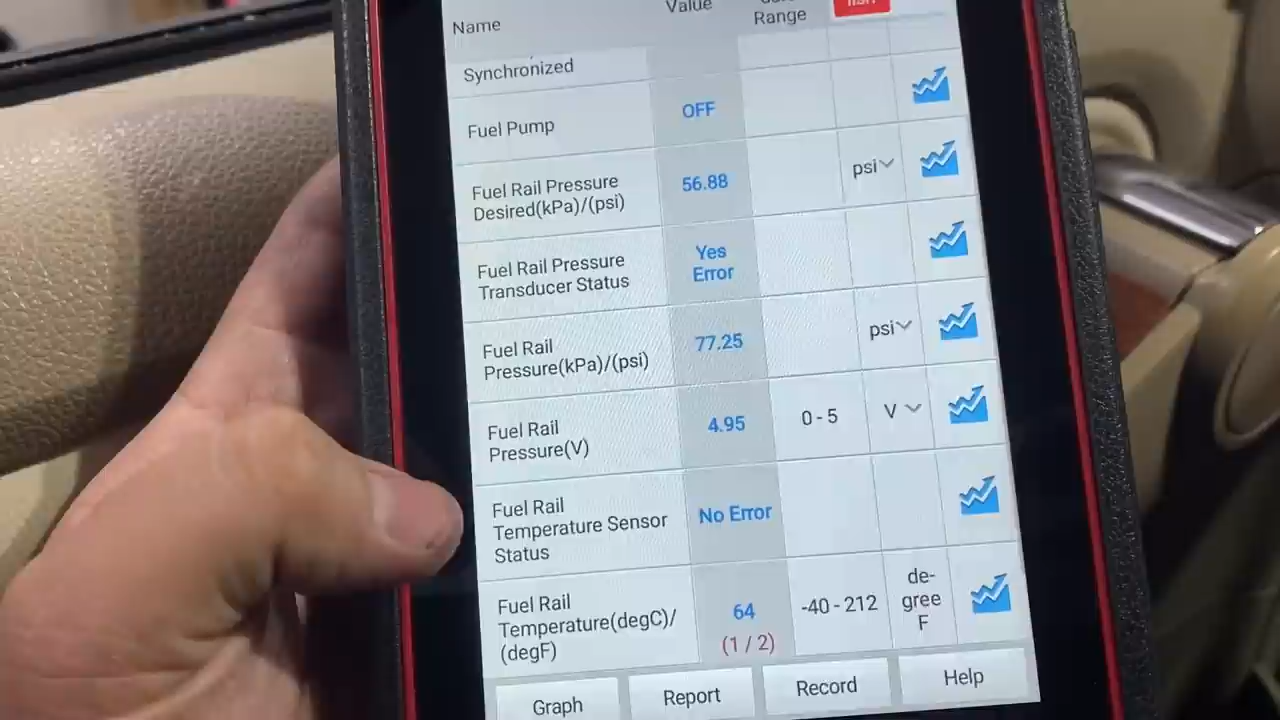 Name
Value
Range
Synchronized
Fuel Pump
OFF
Fuel Rail Pressure
Desired(kPa)/(psi)
56.88
psi
Fuel Rail Pressure
Transducer Status
Yes
Error
Fuel Rail
Pressure(kPa)/(psi)
77.25
psi
Fuel Rail
Pressure(V)
4.95
0 - 5
V
Fuel Rail
Temperature Sensor
Status
No Error
Fuel Rail
Temperature(degC)/
(degF)
64
(1 / 2)
-40 - 212
de-
gree
F
Graph
Report
Record
Help